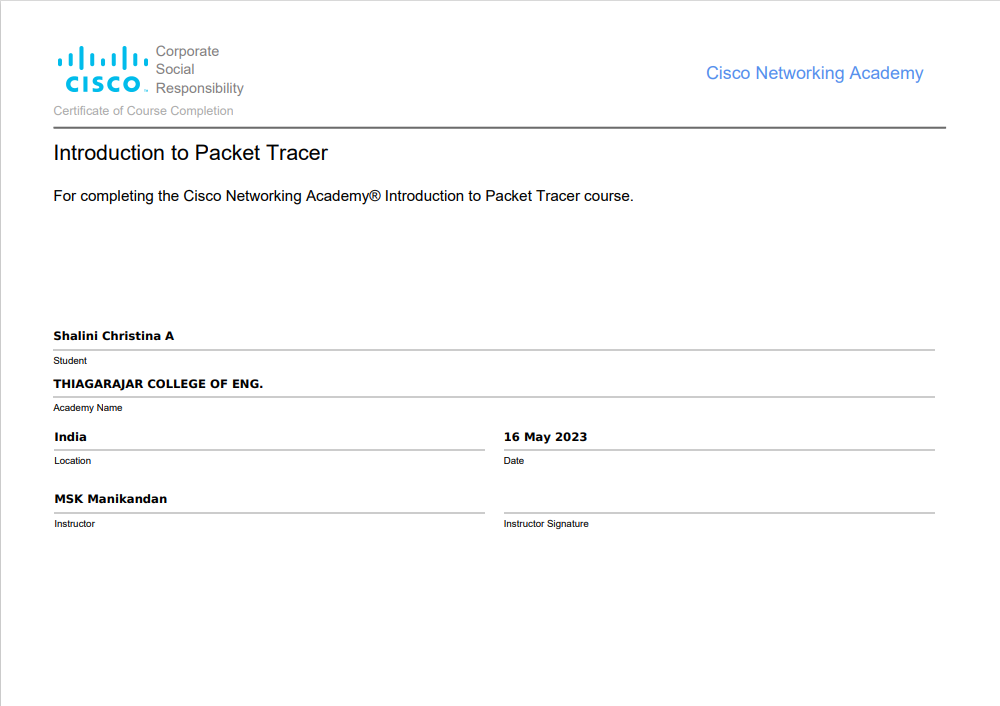 Corporate
Social
CISCO™ Responsibility
Cisco Networking Academy
Certificate of Course Completion
Introduction to Packet Tracer
For completing the Cisco Networking Academy® Introduction to Packet Tracer course.
Shalini Christina A
Student
THIAGARAJAR COLLEGE OF ENG.
Academy Name
India
16 May 2023
Location
Date
MSK Manikandan
Instructor
Instructor Signature